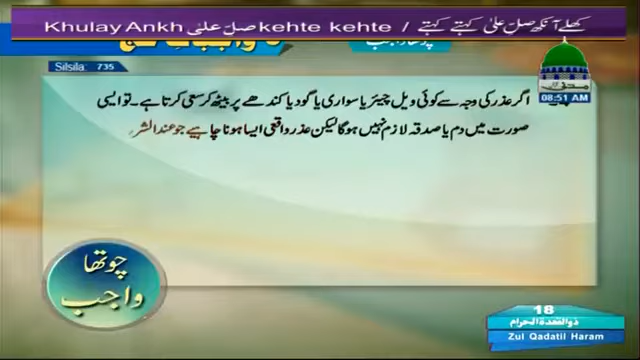 Khulay Ankh صلِّ علیٰ kehte kehte / کھلے آنکھ صلِّ علیٰ کہتے کہتے
واجبات
Silsila: 735
08:51 AM
اگر عذر کی وجہ سے کوئی ویل چیئر یا سواری یا گود یا کندھے پر بیٹھ کر سعی کرتا ہے۔ تو ایسی
صورت میں دم یا صدقہ لازم نہیں ہوگا لیکن عذر واقعی ایسا ہونا چاہیے جو عند الشر
چوتھا
واجب
18
ذوالقعدۃ الحرام
Zul Qadatil Haram